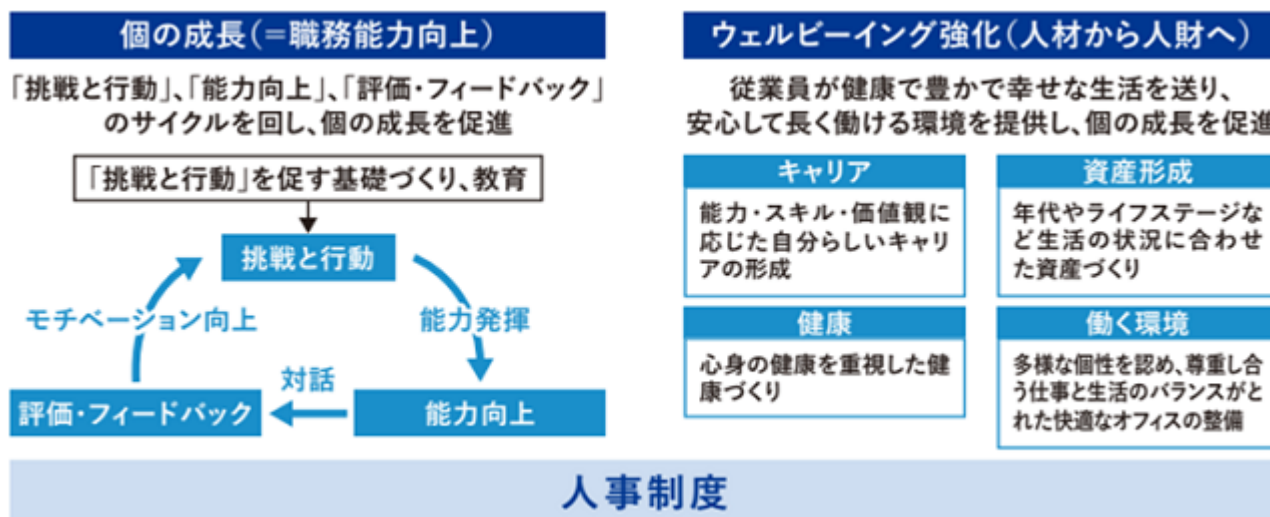 個の成長(=職務能力向上)
「挑戦と行動」、「能力向上」、「評価・フィードバック」
のサイクルを回し、個の成長を促進
「挑戦と行動」を促す基礎づくり、教育
挑戦と行動
モチベーション向上
能力発揮
対話
評価・フィードバック
能力向上
ウェルビーイング強化(人材から人財へ)
従業員が健康で豊かで幸せな生活を送り、
安心して長く働ける環境を提供し、個の成長を促進
キャリア
能力・スキル・価値観に
応じた自分らしいキャリ
アの形成
資産形成
年代やライフステージな
ど生活の状況に合わせ
た資産づくり
健康
心身の健康を重視した健
康づくり
働く環境
多様な個性を認め、尊重し合
う仕事と生活のバランスがと
れた快適なオフィスの整備
人事制度